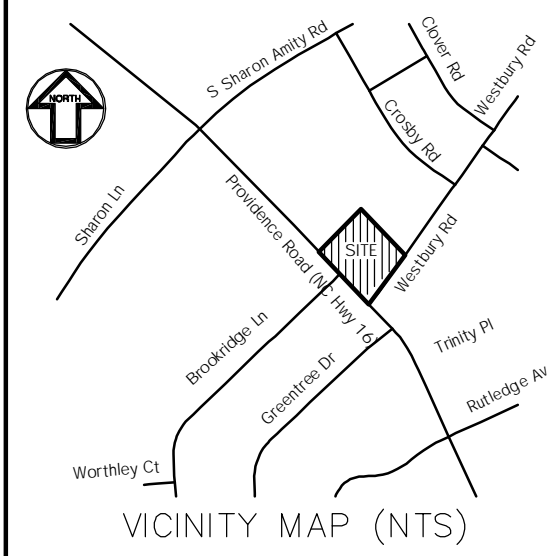 S Sharon Amity Rd
Clover Rd
Westbury Rd
NORTH
Crosby Rd
Sharon Ln
Providence Road (NC Hwy 16)
SITE
Westbury Rd
Brookridge Ln
Greentree Dr
Trinity Pl
Rutledge Av
Worthley Ct
VICINITY MAP (NTS)